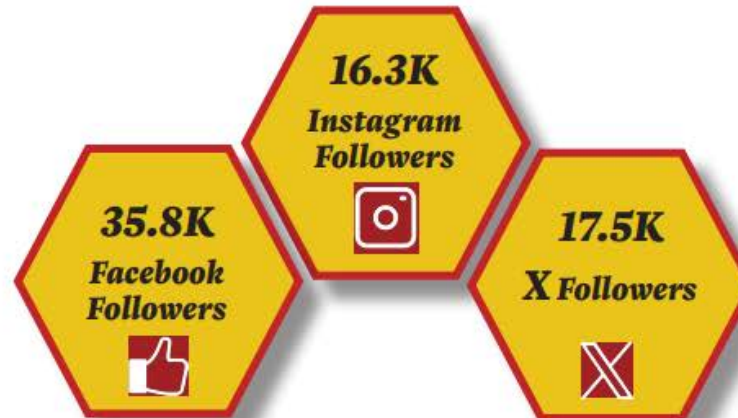 35.8K
Facebook
Followers
16.3K
Instagram
Followers
17.5K
X Followers